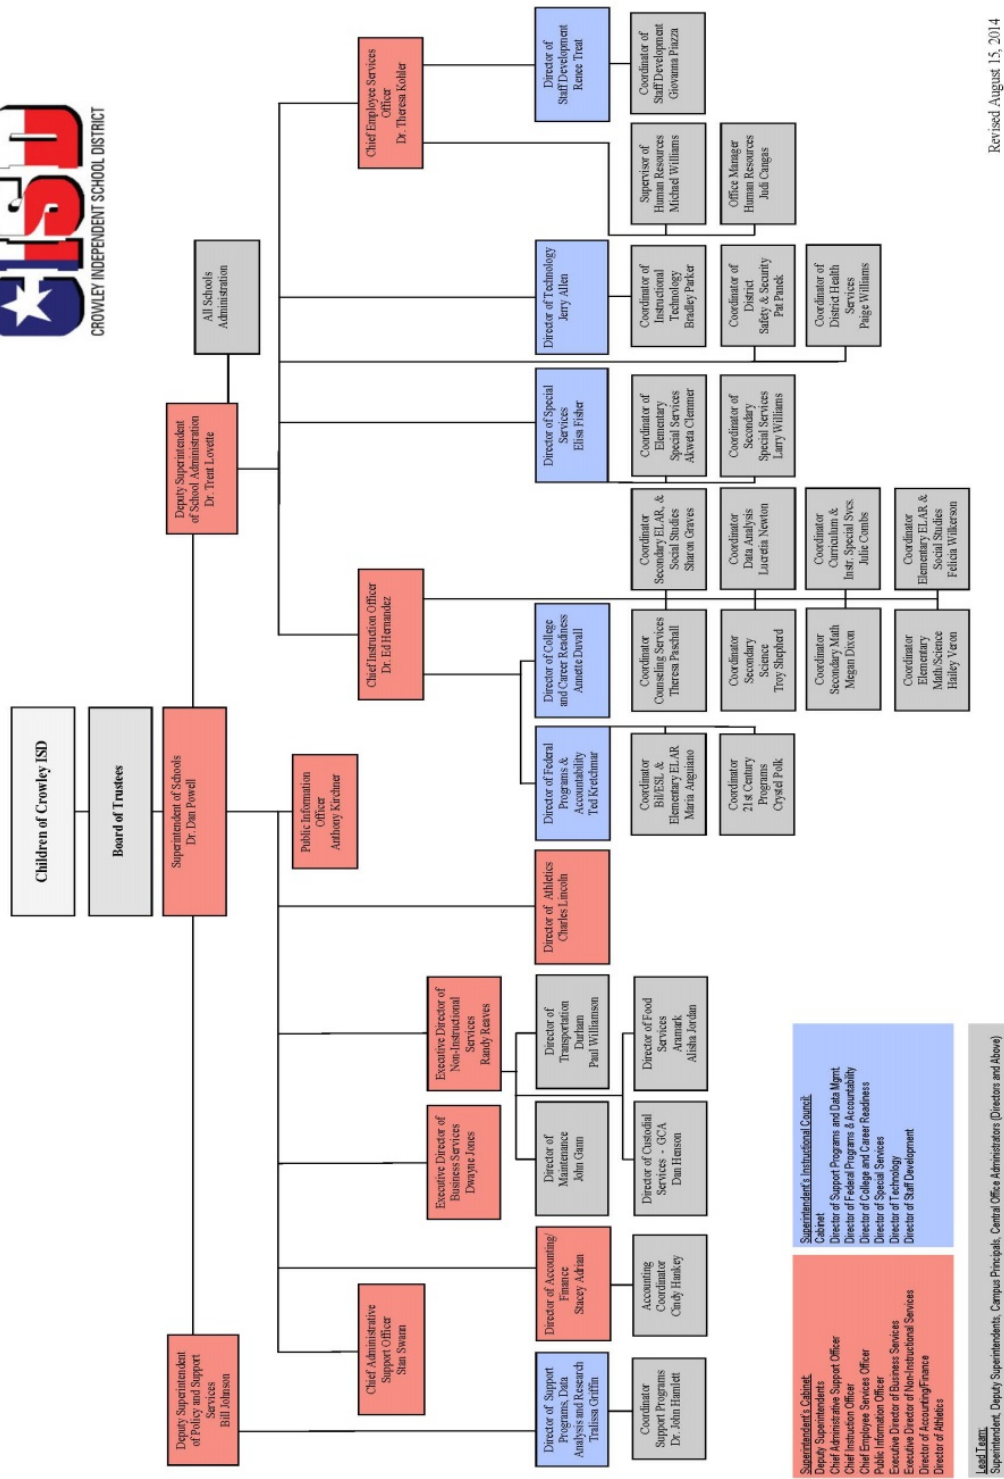 CISD
CROWLEY INDEPENDENT SCHOOL DISTRICT
Children of Crowley ISD
Board of Trustees
Superintendent of Schools
Dr. Dan Powell
Deputy Superintendent
of Policy and Support
Services
Bill Johnson
Deputy Superintendent
of School Administration
Dr. Trent Lovette
All Schools
Administration
Public Information
Officer
Anthony Kirchner
Chief Administrative
Support Officer
Stan Swann
Chief Instruction Officer
Dr. Ed Hernandez
Chief Employee Services
Officer
Dr. Theresa Kohler
Executive Director of
Business Services
Dwayne Jones
Executive Director of
Non-Instructional
Services
Randy Reaves
Director of Support
Programs, Data
Analysis and Research
Tralissa Griffin
Director of Accounting/
Finance
Stacey Adrian
Director of
Maintenance
John Gann
Director of
Transportation
Durham
Paul Williamson
Director of Athletics
Charles Lincoln
Director of Federal
Programs &
Accountability
Ted Kretchmar
Director of College
and Career Readiness
Annette Duvall
Director of Special
Services
Elisa Fisher
Director of Technology
Jerry Allen
Director of
Staff Development
Renee Treat
Coordinator
Support Programs
Dr. John Hamlett
Accounting
Coordinator
Cindy Hankey
Director of Custodial
Services - GCA
Dan Henson
Director of Food
Services
Aramark
Alisha Jordan
Coordinator
Bil/ESL &
Elementary ELAR
Maria Anguiano
Coordinator
Counseling Services
Theresa Paschall
Coordinator
Secondary ELAR, &
Social Studies
Sharon Graves
Coordinator of
Elementary
Special Services
Akweta Clemmer
Coordinator of
Instructional
Technology
Bradley Parker
Supervisor of
Human Resources
Michael Williams
Coordinator of
Staff Development
Giovanna Piazza
Coordinator
21st Century
Programs
Crystel Polk
Coordinator
Secondary
Science
Troy Shepherd
Coordinator
Data Analysis
Lucretia Newton
Coordinator of
Secondary
Special Services
Larry Williams
Coordinator of
District
Safety & Security
Pat Panek
Office Manager
Human Resources
Judi Cangas
Coordinator
Secondary Math
Megan Dixon
Coordinator
Curriculum &
Instr. Special Svcs.
Julie Combs
Coordinator of
District Health
Services
Paige Williams
Coordinator
Elementary
Math/Science
Hailey Veron
Coordinator
Elementary ELAR &
Social Studies
Felicia Wilkerson
Superintendent's Cabinet:
Deputy Superintendents
Chief Administrative Support Officer
Chief Instruction Officer
Chief Employee Services Officer
Public Information Officer
Executive Director of Business Services
Executive Director of Non-Instructional Services
Director of Accounting/Finance
Director of Athletics
Superintendent's Instructional Council:
Cabinet
Director of Support Programs and Data Mgmt.
Director of Federal Programs & Accountability
Director of College and Career Readiness
Director of Special Services
Director of Technology
Director of Staff Development
Lead Team:
Superintendent, Deputy Superintendents, Campus Principals, Central Office Administrators (Directors and Above)
Revised August 15, 2014